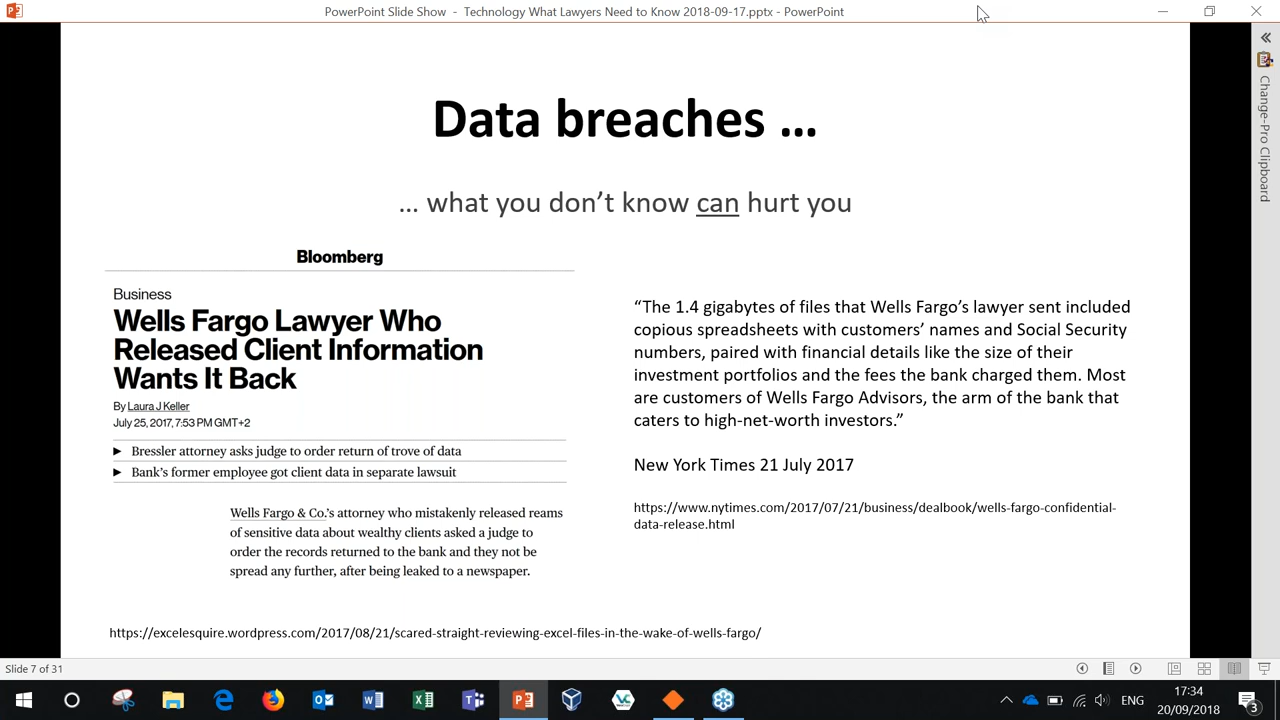 PowerPoint Slide Show - Technology What Lawyers Need to Know 2018-09-17.pptx - PowerPoint
Change-Pro Clipboard
Data breaches ...
... what you don't know can hurt you
Bloomberg
Business
Wells Fargo Lawyer Who
Released Client Information
Wants It Back
By Laura J Keller
July 25, 2017, 7:53 PM GMT+2
► Bressler attorney asks judge to order return of trove of data
► Bank's former employee got client data in separate lawsuit
Wells Fargo & Co.'s attorney who mistakenly released reams
of sensitive data about wealthy clients asked a judge to
order the records returned to the bank and they not be
spread any further, after being leaked to a newspaper.
“The 1.4 gigabytes of files that Wells Fargo’s lawyer sent included
copious spreadsheets with customers’ names and Social Security
numbers, paired with financial details like the size of their
investment portfolios and the fees the bank charged them. Most
are customers of Wells Fargo Advisors, the arm of the bank that
caters to high-net-worth investors.”
New York Times 21 July 2017
https://www.nytimes.com/2017/07/21/business/dealbook/wells-fargo-confidential-
data-release.html
https://excelesquire.wordpress.com/2017/08/21/scared-straight-reviewing-excel-files-in-the-wake-of-wells-fargo/
Slide 7 of 31
ENG
17:34
20/09/2018
3